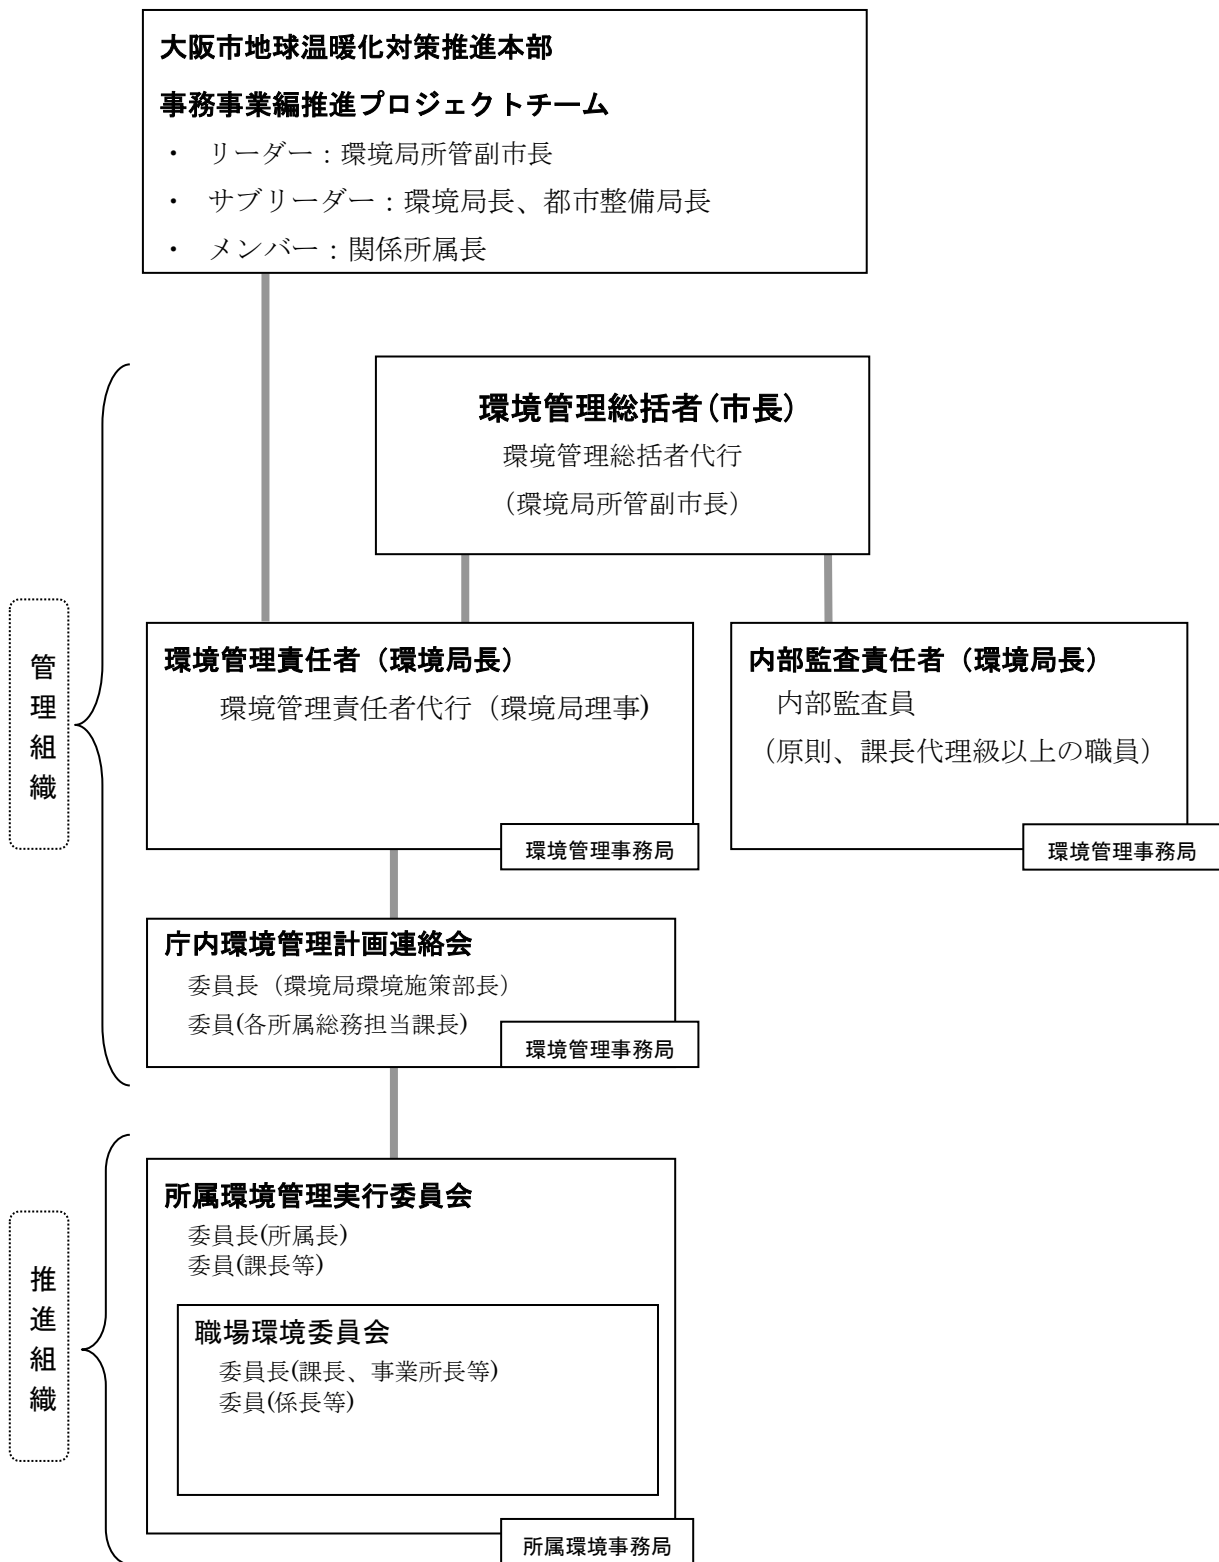 大阪市地球温暖化対策推進本部
事務事業編推進プロジェクトチーム
・ リーダー：環境局所管副市長
・ サブリーダー：環境局長、都市整備局長
・ メンバー：関係所属長
環境管理総括者(市長)
環境管理総括者代行
（環境局所管副市長）
管理組織
環境管理責任者（環境局長）
環境管理責任者代行（環境局理事)
環境管理事務局
内部監査責任者（環境局長）
内部監査員
（原則、課長代理級以上の職員）
環境管理事務局
庁内環境管理計画連絡会
委員長（環境局環境施策部長）
委員(各所属総務担当課長)
環境管理事務局
推進組織
所属環境管理実行委員会
委員長(所属長)
委員(課長等)
職場環境委員会
委員長(課長、事業所長等)
委員(係長等)
所属環境事務局